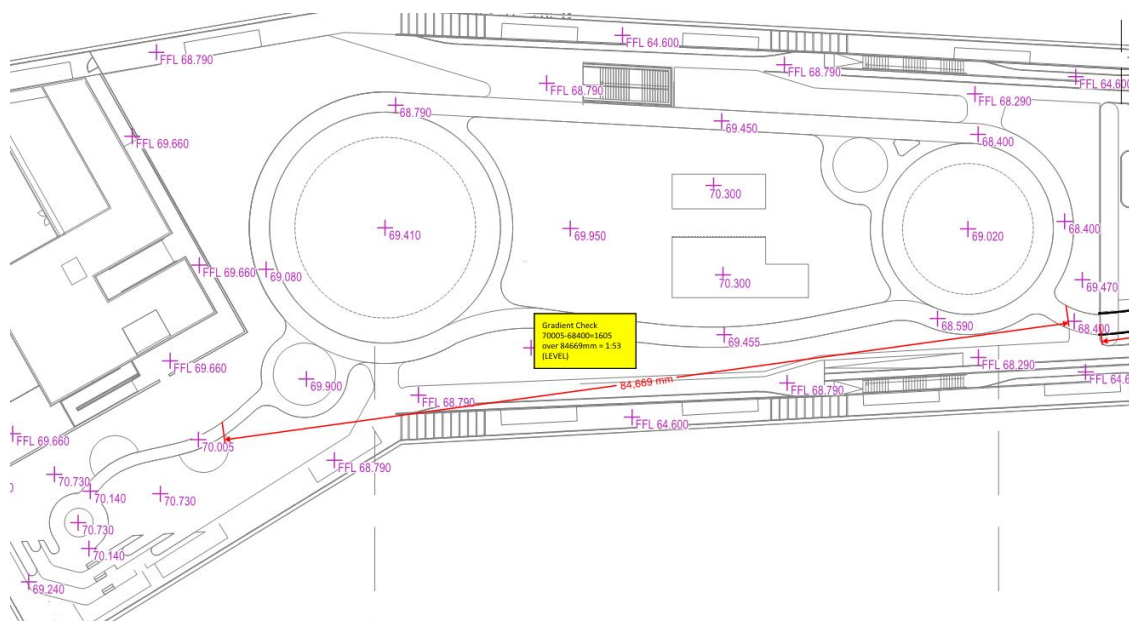 FFL 68.790
FFL 64.600
FFL 68.790
FFL 64.600
FFL 68.790
FFL 68.290
68.790
69.450
68.400
FFL 69.660
70.300
69.410
69.950
69.020
68.400
FFL 69.660
69.080
70.300
69.470
Gradient Check
70005-68400=1605
over 84669mm = 1:53
(LEVEL)
68.590
68.400
69.455
FFL 69.660
69.900
84,669 mm
FFL 68.290
FFL 68.790
FFL 68.790
FFL 64.6
FFL 64.600
FFL 69.660
70.005
FFL 68.790
70.730
70.140
70.730
70.730
70.140
69.240